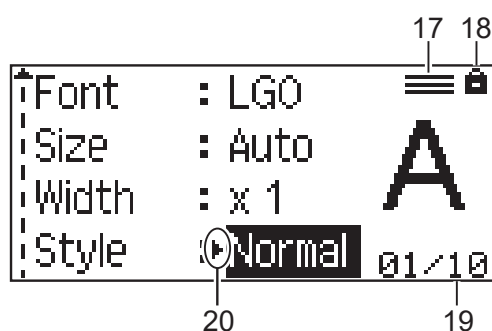 17 18
Font : LGO
Size : Auto
Width : x 1
A
Style : Normal 01/10
20 19